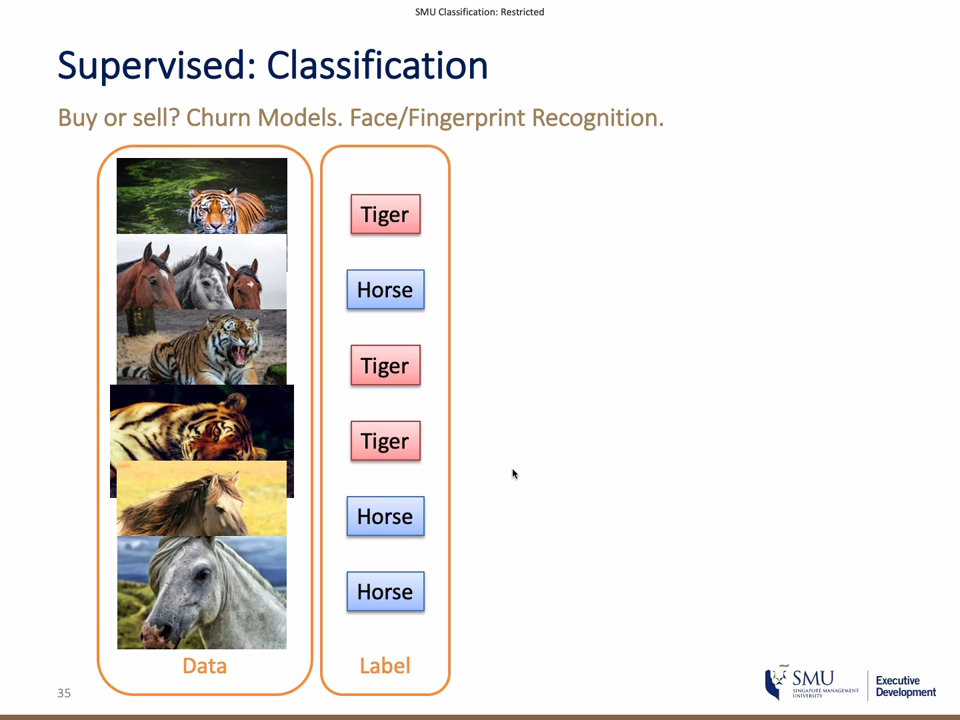 SMU Classification: Restricted
Supervised: Classification
Buy or sell? Churn Models. Face/Fingerprint Recognition.
Tiger
Horse
Tiger
Tiger
Horse
Horse
Data
Label
35
SMU
SINGAPORE MANAGEMENT
UNIVERSITY
Executive
Development